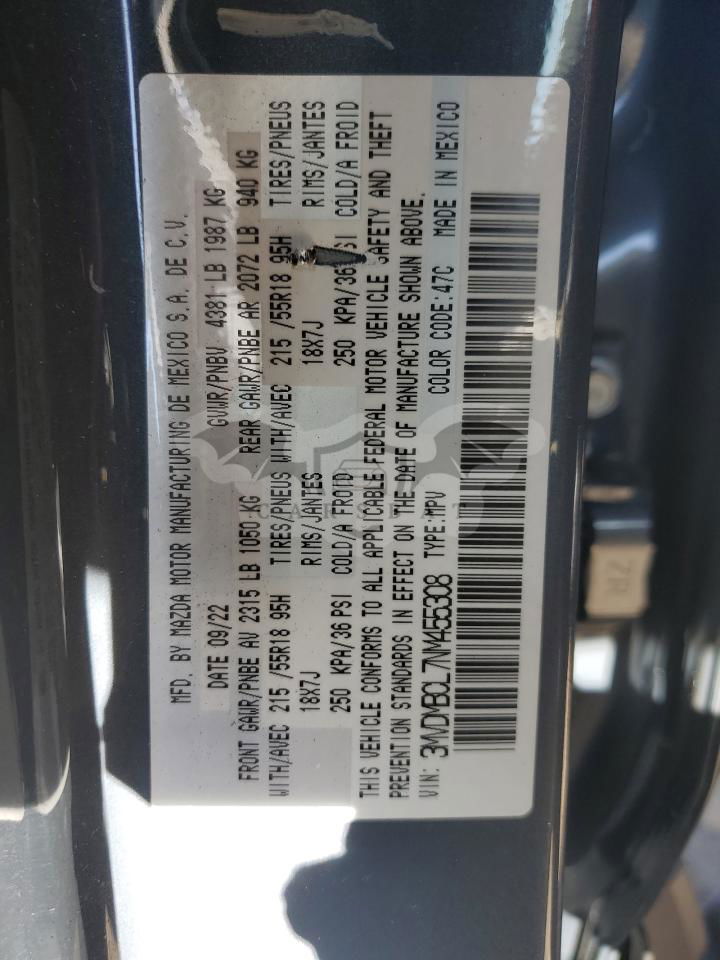 MFD. BY MAZDA MOTOR MANUFACTURING DE MEXICO S.A. DE C.V.
DATE 09/22 GVWR/PNBV 4381 LB 1987 KG
FRONT GAWR/PNBE AV 2315 LB 1050 KG REAR GAWR/PNBE AR 2072 LB 940 KG
WITH/AVEC 215 /55R18 95H TIRES/PNEUS WITH/AVEC 215 /55R18 95H TIRES/PNEUS
18X7J RIMS/JANTES 18X7J RIMS/JANTES
250 KPA/36 PSI COLD/A FROID 250 KPA/36 PSI COLD/A FROID
THIS VEHICLE CONFORMS TO ALL APPLICABLE FEDERAL MOTOR VEHICLE SAFETY AND THEFT
PREVENTION STANDARDS IN EFFECT ON THE DATE OF MANUFACTURE SHOWN ABOVE.
VIN: 3MVDMBCL7NM455308 TYPE:MPV COLOR CODE:47C MADE IN MEXICO
7R